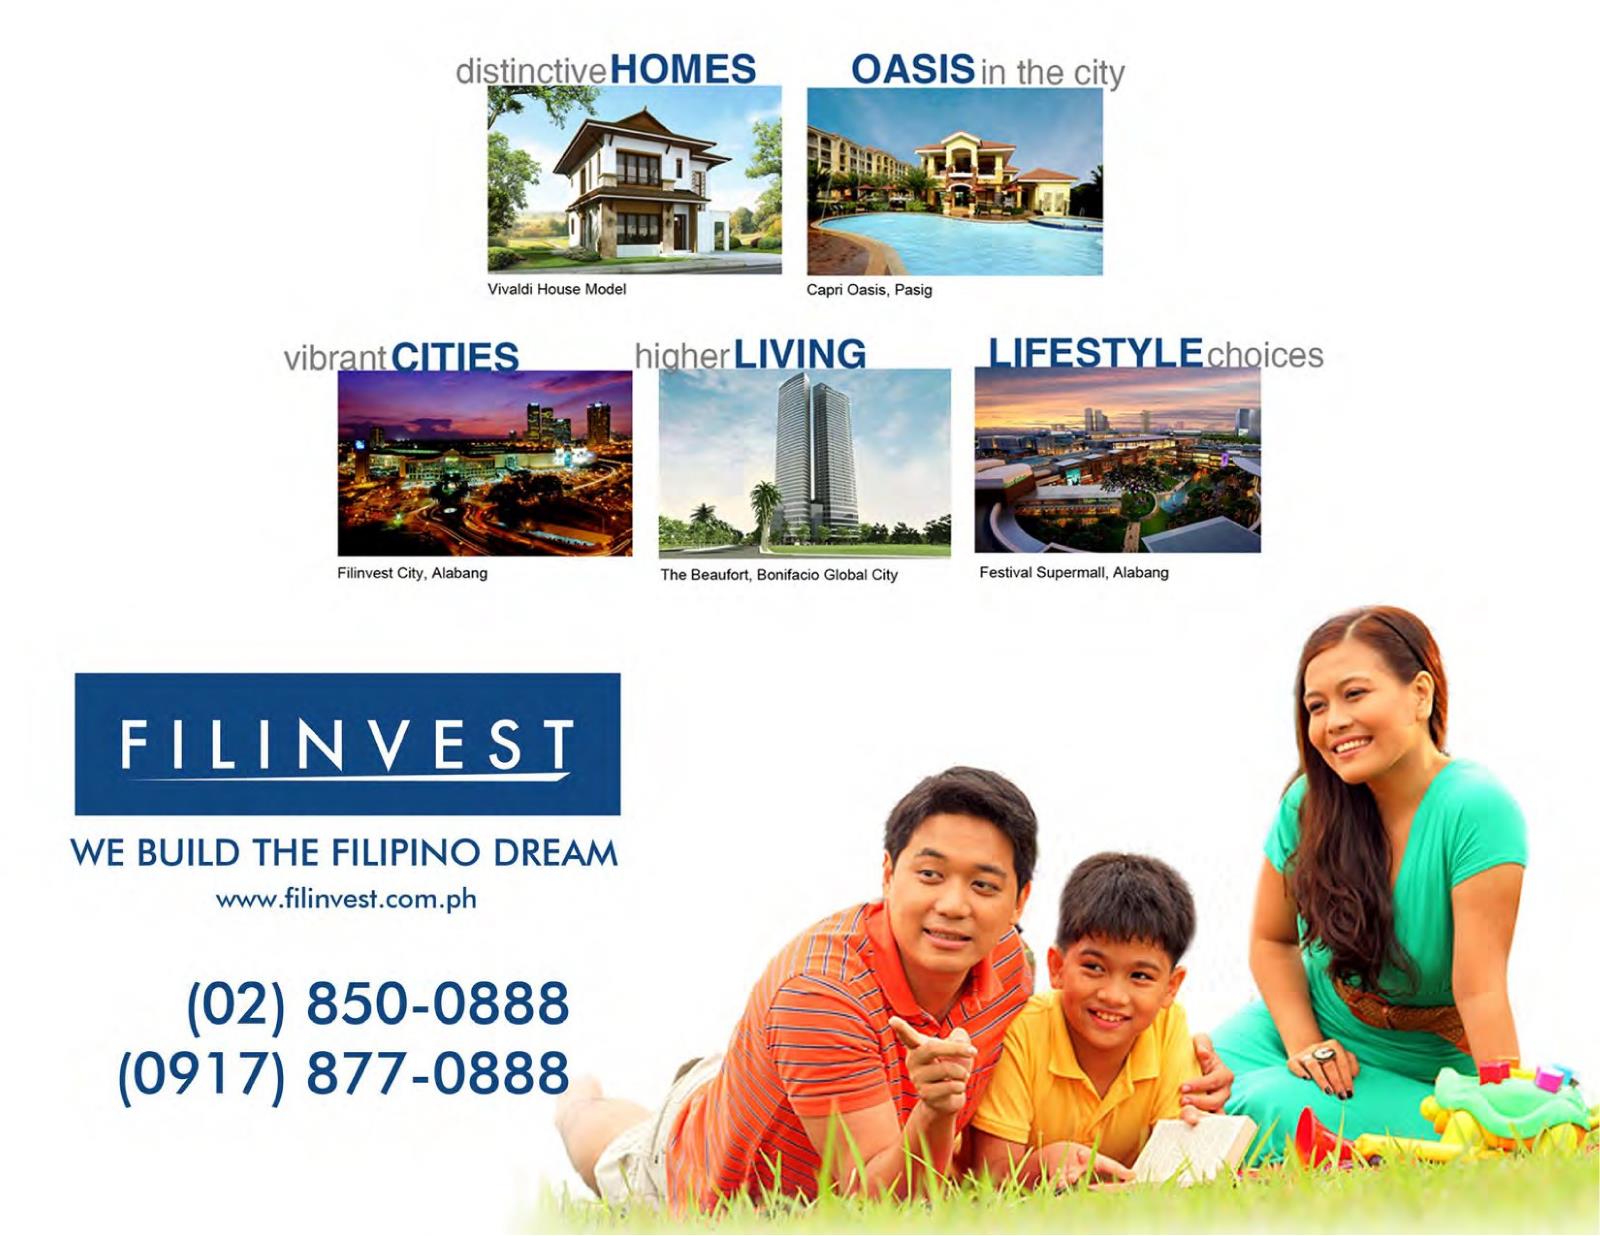 distinctive HOMES
OASIS in the city
Vivaldi House Model
Capri Oasis, Pasig
vibrant CITIES
higher LIVING
LIFESTYLE choices
Filinvest City, Alabang
The Beaufort, Bonifacio Global City
Festival Supermall, Alabang
FILINVEST
WE BUILD THE FILIPINO DREAM
www.filinvest.com.ph
(02) 850-0888
(0917) 877-0888